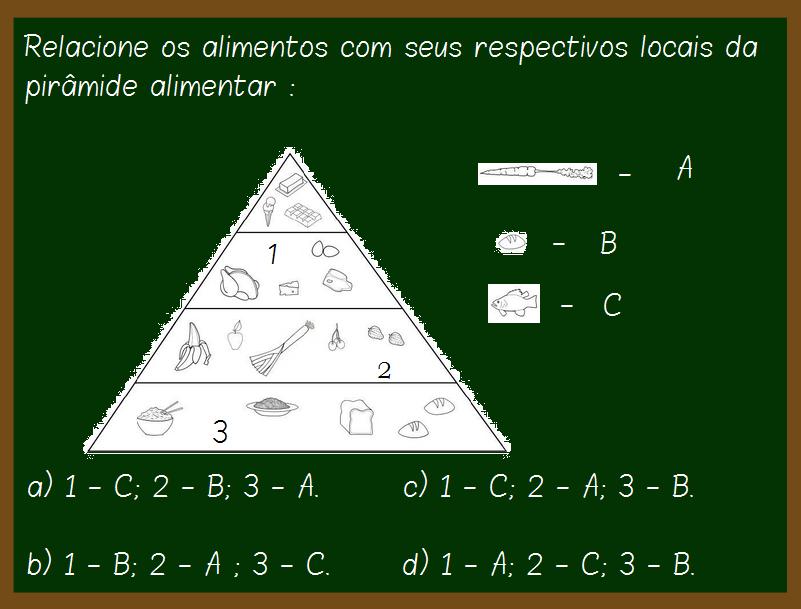 Relacione os alimentos com seus respectivos locais da
pirâmide alimentar :
- A
1
- B
- C
2
3
a) 1 - C; 2 - B; 3 - A.
c) 1 - C; 2 - A; 3 - B.
b) 1 - B; 2 - A ; 3 - C.
d) 1 - A; 2 - C; 3 - B.